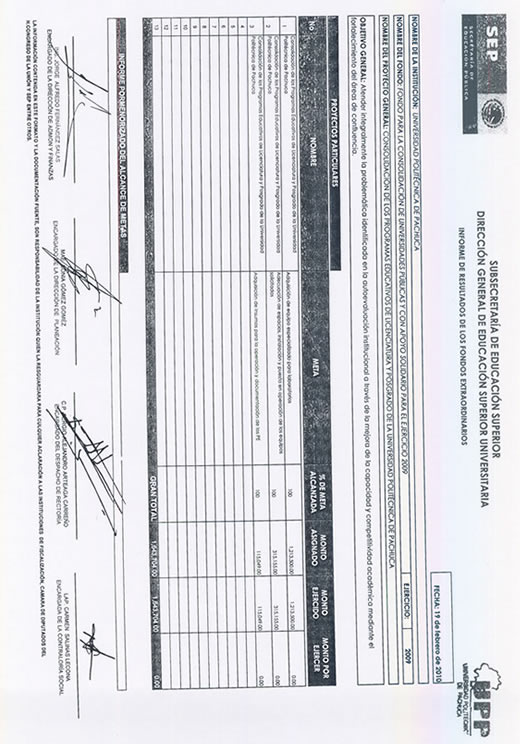 SEP
SECRETARÍA DE
EDUCACIÓN PÚBLICA
SUBSECRETARÍA DE EDUCACIÓN SUPERIOR
DIRECCIÓN GENERAL DE EDUCACIÓN SUPERIOR UNIVERSITARIA
INFORME DE RESULTADOS DE LOS FONDOS EXTRAORDINARIOS
UPP
UNIVERSIDAD POLITÉCNICA
DE PACHUCA
FECHA: 19 de febrero de 2010
NOMBRE DE LA INSTITUCIÓN: UNIVERSIDAD POLITÉCNICA DE PACHUCA
NOMBRE DEL FONDO: FONDO PARA LA CONSOLIDACIÓN DE UNIVERSIDADES PÚBLICAS Y CON APOYO SOLIDARIO PARA EL EJERCICIO 2009
EJERCICIO: 2009
NOMBRE DEL PROYECTO GENERAL: CONSOLIDACIÓN DE LOS PROGRAMAS EDUCATIVOS DE LICENCIATURA Y POSGRADO DE LA UNIVERSIDAD POLITÉCNICA DE PACHUCA
OBJETIVO GENERAL: Atender integralmente la problemática identificada en la autoevaluación institucional a través de la mejora de la capacidad y competitividad académica mediante el
fortalecimiento del áreas de confluencia.
PROYECTOS PARTICULARES
No NOMBRE META % DE META ALCANZADA MONTO ASIGNADO MONTO EJERCIDO MONTO POR EJERCER
1 Consolidación de los Programas Educativos de Licenciatura y Posgrado de la Universidad Politécnica de Pachuca Adquisición de equipo especializado para laboratorios 100 1,213,500.00 1,213,500.00 0.00
2 Consolidación de los Programas Educativos de Licenciatura y Posgrado de la Universidad Politécnica de Pachuca Adecuación de espacios, instalación y puesta en operación de los equipos solicitados 100 315,155.00 315,155.00 0.00
3 Consolidación de los Programas Educativos de Licenciatura y Posgrado de la Universidad Politécnica de Pachuca Adquisición de insumos para la operación y documentación de los PE 100 115,049.00 115,049.00 0.00
4
5
6
7
8
9
10
11
12
13
GRAN TOTAL 1,643,704.00 1,643,704.00 0.00
INFORME PORMENORIZADO DEL ALCANCE DE METAS
JORGE ALFREDO FERNÁNDEZ SALAS
ENCARGADO DE LA DIRECCIÓN DE ADMÓN Y FINANZAS
GÓMEZ GÓMEZ
ENCARGADO DE LA DIRECCIÓN DE PLANEACIÓN
C.P. SERGIO ALEJANDRO ARTEAGA CARREÑO
ENCARGADO DEL DESPACHO DE RECTORÍA
LAP. CARMEN SALINAS LECONA
ENCARGADA DE LA CONTRALORÍA SOCIAL
LA INFORMACIÓN CONTENIDA EN ESTE FORMATO Y LA DOCUMENTACIÓN FUENTE, SON RESPONSABILIDAD DE LA INSTITUCIÓN QUIEN LA RESGUARDARA PARA CUALQUIER ACLARACIÓN A LAS INSTITUCIONES DE FISCALIZACIÓN, CÁMARA DE DIPUTADOS DEL
H.CONGRESO DE LA UNIÓN Y SEP ENTRE OTROS.